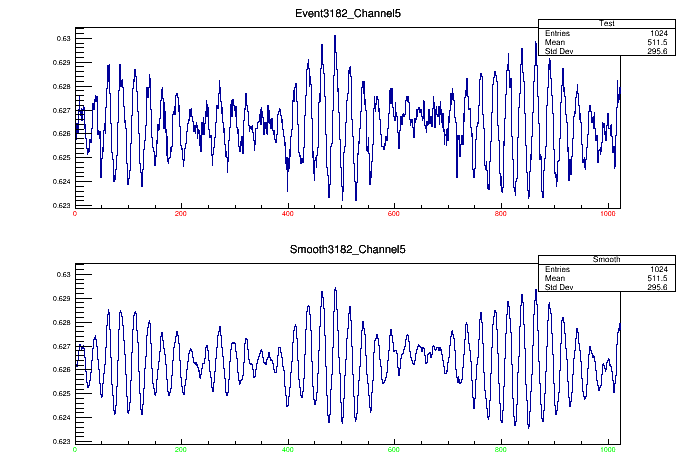 Event3182_Channel5
Test
Entries 1024
Mean 511.5
Std Dev 295.6
0.63
0.629
0.628
0.627
0.626
0.625
0.624
0.623
0 200 400 600 800 1000
Smooth3182_Channel5
Smooth
Entries 1024
Mean 511.5
Std Dev 295.6
0.63
0.629
0.628
0.627
0.626
0.625
0.624
0.623
0 200 400 600 800 1000